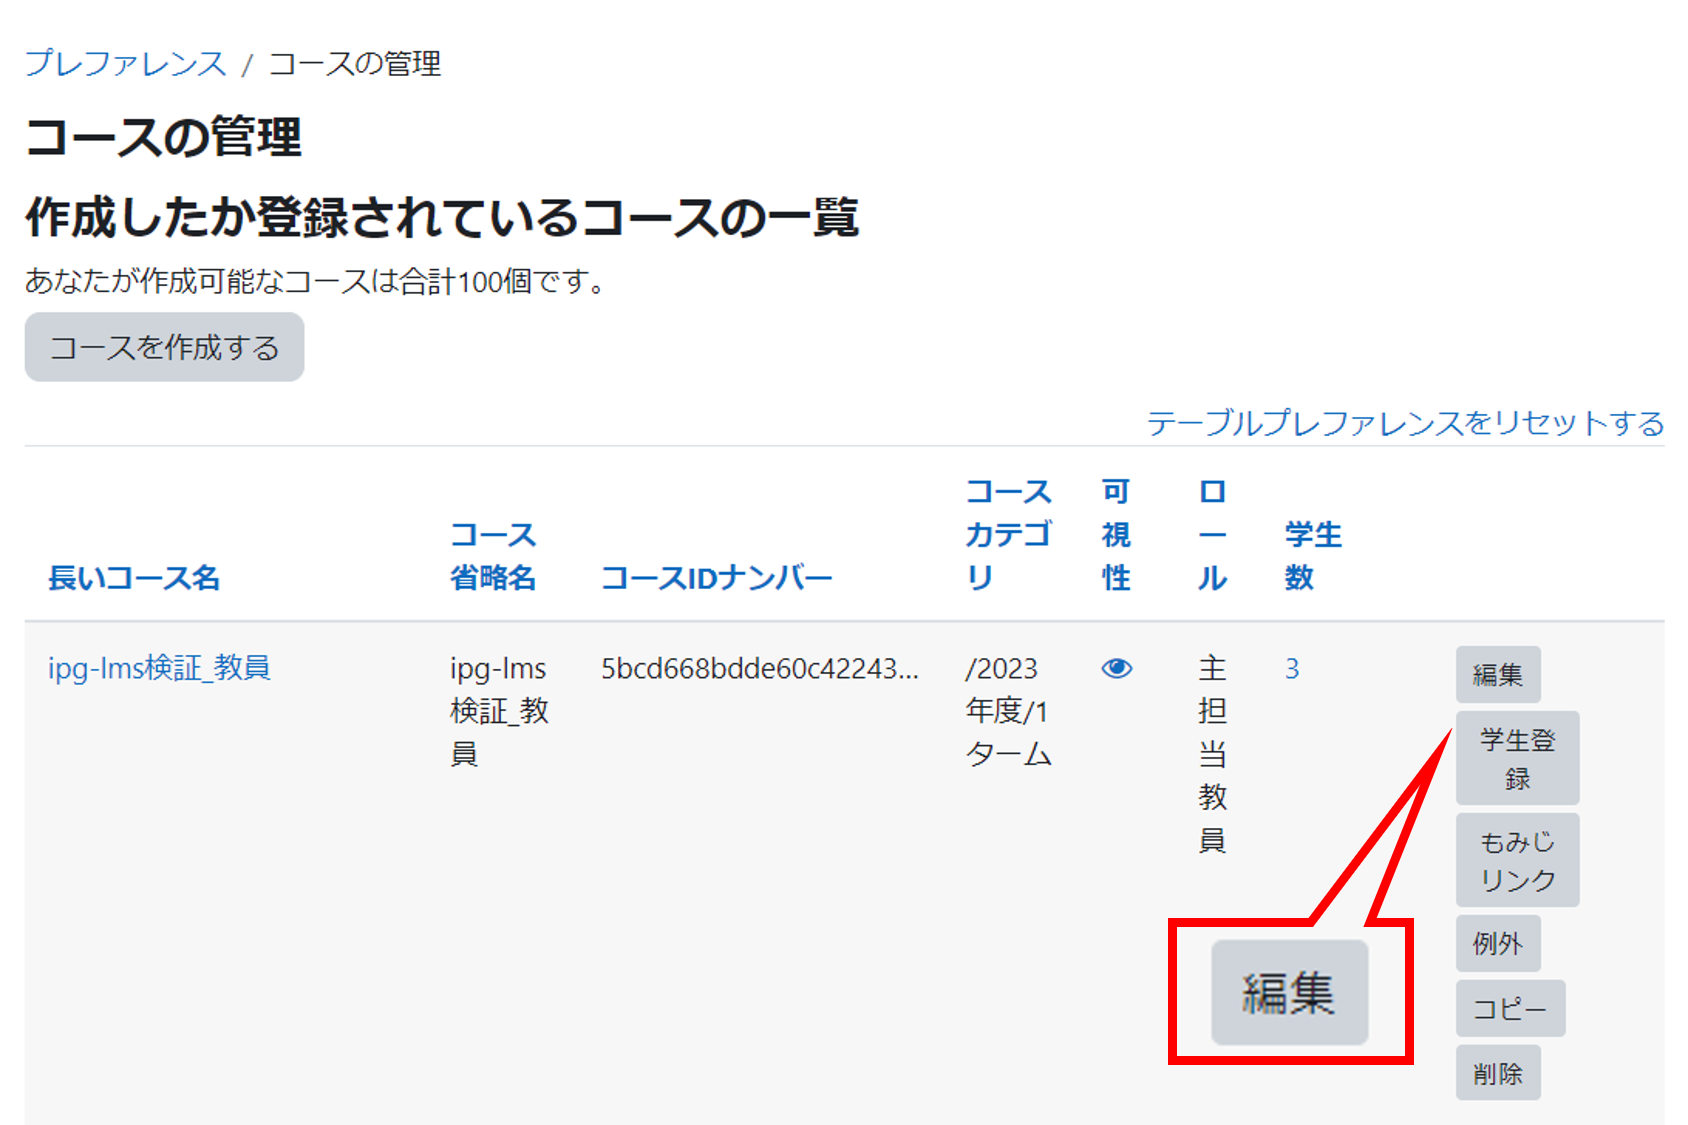 プレファレンス / コースの管理
コースの管理
作成したか登録されているコースの一覧
あなたが作成可能なコースは合計100個です。
コースを作成する
テーブルプレファレンスをリセットする
長いコース名
コース
省略名
コースIDナンバー
コース
カテゴ
リ
可
視
性
ロ
ー
ル
学生
数
ipg-lms検証_教員
ipg-lms
検証_教
員
5bcd668bdde60c42243...
/2023
年度/1
ターム
主
担
当
教
員
3
編集
学生登
録
もみじ
リンク
例外
コピー
削除
編集